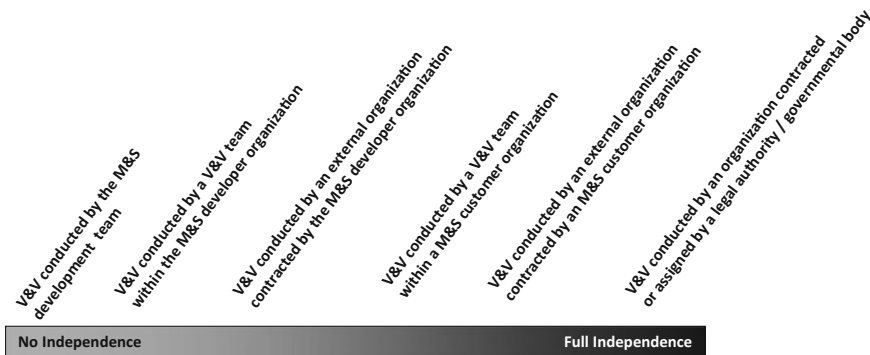 V&V conducted by the M&S
development team
V&V conducted by a V&V team
within the M&S developer organization
V&V conducted by an external organization
contracted by the M&S developer organization
V&V conducted by a V&V team
within a M&S customer organization
V&V conducted by an external organization
contracted by an M&S customer organization
V&V conducted by an organization contracted
or assigned by a legal authority / governmental body
No Independence
Full Independence